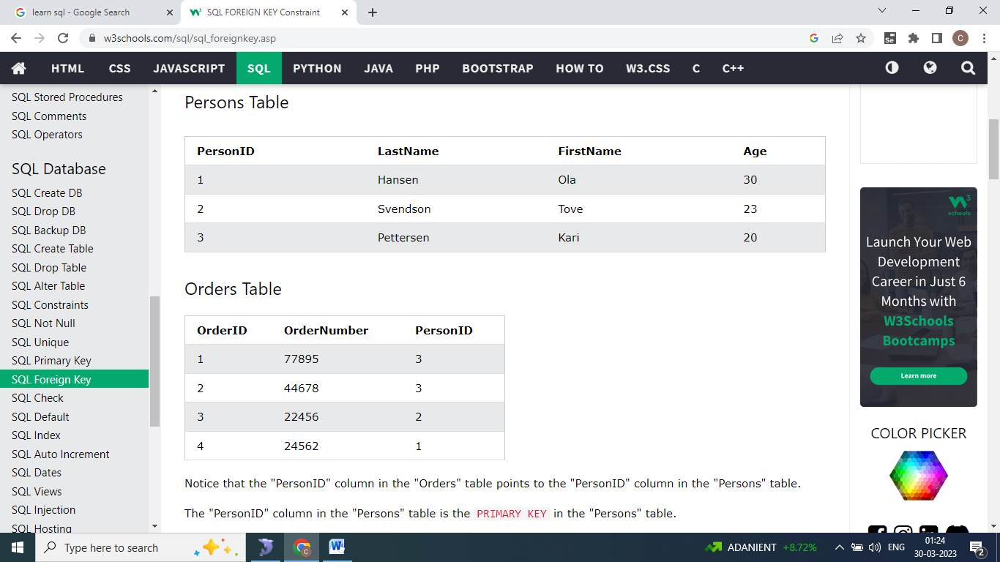 learn sql - Google Search
SQL FOREIGN KEY Constraint
w3schools.com/sql/sql_foreignkey.asp
Se
C
HTML CSS JAVASCRIPT SQL PYTHON JAVA PHP BOOTSTRAP HOW TO W3.CSS C C++
SQL Stored Procedures
SQL Comments
SQL Operators
SQL Database
SQL Create DB
SQL Drop DB
SQL Backup DB
SQL Create Table
SQL Drop Table
SQL Alter Table
SQL Constraints
SQL Not Null
SQL Unique
SQL Primary Key
SQL Foreign Key
SQL Check
SQL Default
SQL Index
SQL Auto Increment
SQL Dates
SQL Views
SQL Injection
SQL Hosting
Persons Table
PersonID LastName FirstName Age
1 Hansen Ola 30
2 Svendson Tove 23
3 Pettersen Kari 20
Orders Table
OrderID OrderNumber PersonID
1 77895 3
2 44678 3
3 22456 2
4 24562 1
Notice that the "PersonID" column in the "Orders" table points to the "PersonID" column in the "Persons" table.
The "PersonID" column in the "Persons" table is the PRIMARY KEY in the "Persons" table.
W3
schools
Launch Your Web
Development
Career in Just 6
Months with
W3Schools
Bootcamps
Learn more
COLOR PICKER
Type here to search
C
W
ADANIENT +8.72%
ENG
01:24
30-03-2023
2